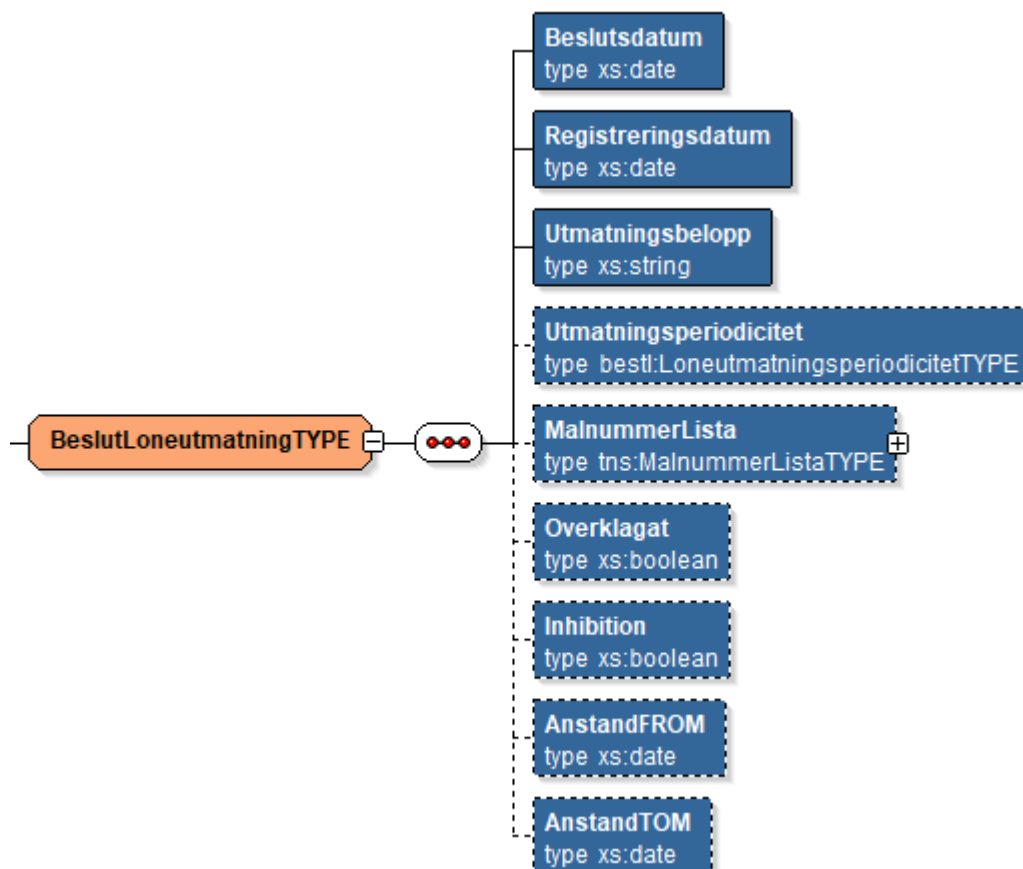 Beslutsdatum
type xs:date
Registreringsdatum
type xs:date
Utmatningsbelopp
type xs:string
Utmatningsperiodicitet
type bestl:LoneutmatningsperiodicitetTYPE
BeslutLoneutmatningTYPE
MalnummerLista
type tns:MalnummerListaTYPE
Overklagat
type xs:boolean
Inhibition
type xs:boolean
AnstandFROM
type xs:date
AnstandTOM
type xs:date